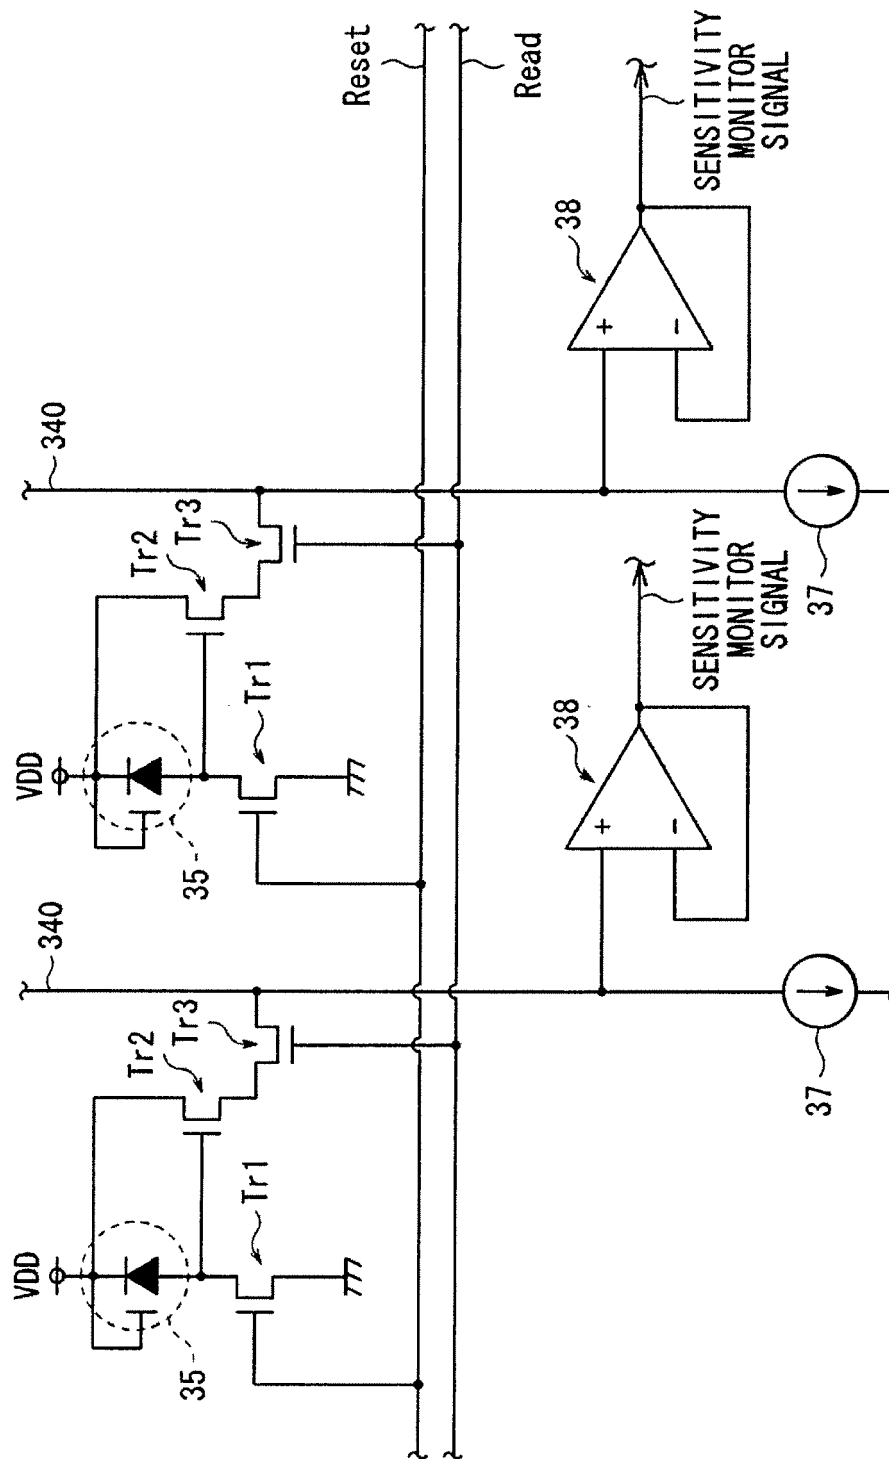 Reset
Read
340
Tr2
Tr3
VDD
35
Tr1
38
+
−
SENSITIVITY
MONITOR
SIGNAL
37
340
Tr2
Tr3
VDD
35
Tr1
38
+
−
SENSITIVITY
MONITOR
SIGNAL
37